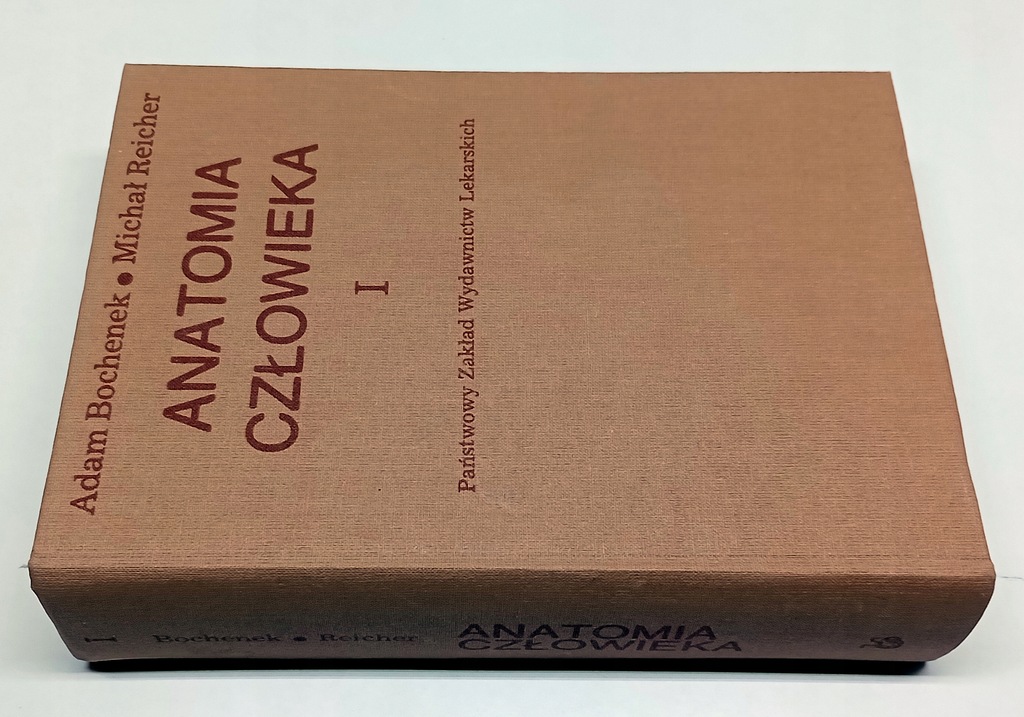 Adam Bochenek • Michał Reicher
ANATOMIA
CZŁOWIEKA
I
Państwowy Zakład Wydawnictw Lekarskich
I
Bochenek • Reicher
ANATOMIA
CZŁOWIEKA